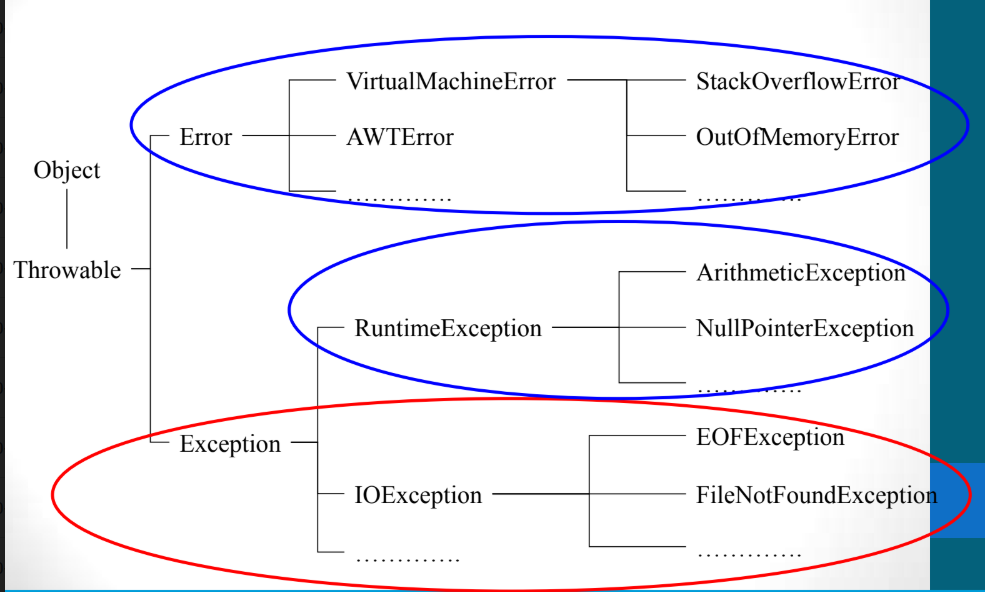 VirtualMachineError
StackOverflowError
Error
AWTError
OutOfMemoryError
Object
………….
………….
Throwable
ArithmeticException
RuntimeException
NullPointerException
………….
Exception
EOFException
IOException
FileNotFoundException
………….
………….